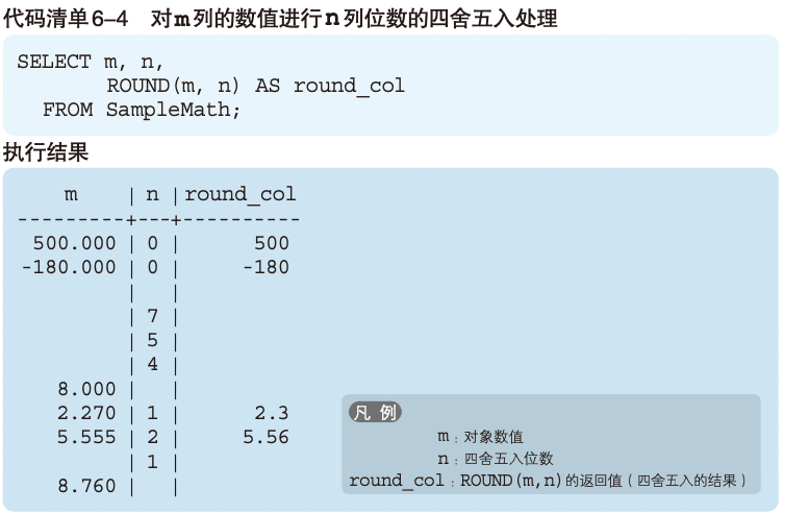 代码清单6–4 对m列的数值进行n列位数的四舍五入处理
SELECT m, n,
       ROUND(m, n) AS round_col
  FROM SampleMath;
执行结果
    m    | n |round_col
---------+---+----------
 500.000 | 0 |      500
-180.000 | 0 |     -180
         |   |
         | 7 |
         | 5 |
         | 4 |
   8.000 |   |
   2.270 | 1 |      2.3
   5.555 | 2 |     5.56
         | 1 |
   8.760 |   |
凡 例
m：对象数值
n：四舍五入位数
round_col：ROUND(m,n)的返回值（四舍五入的结果）